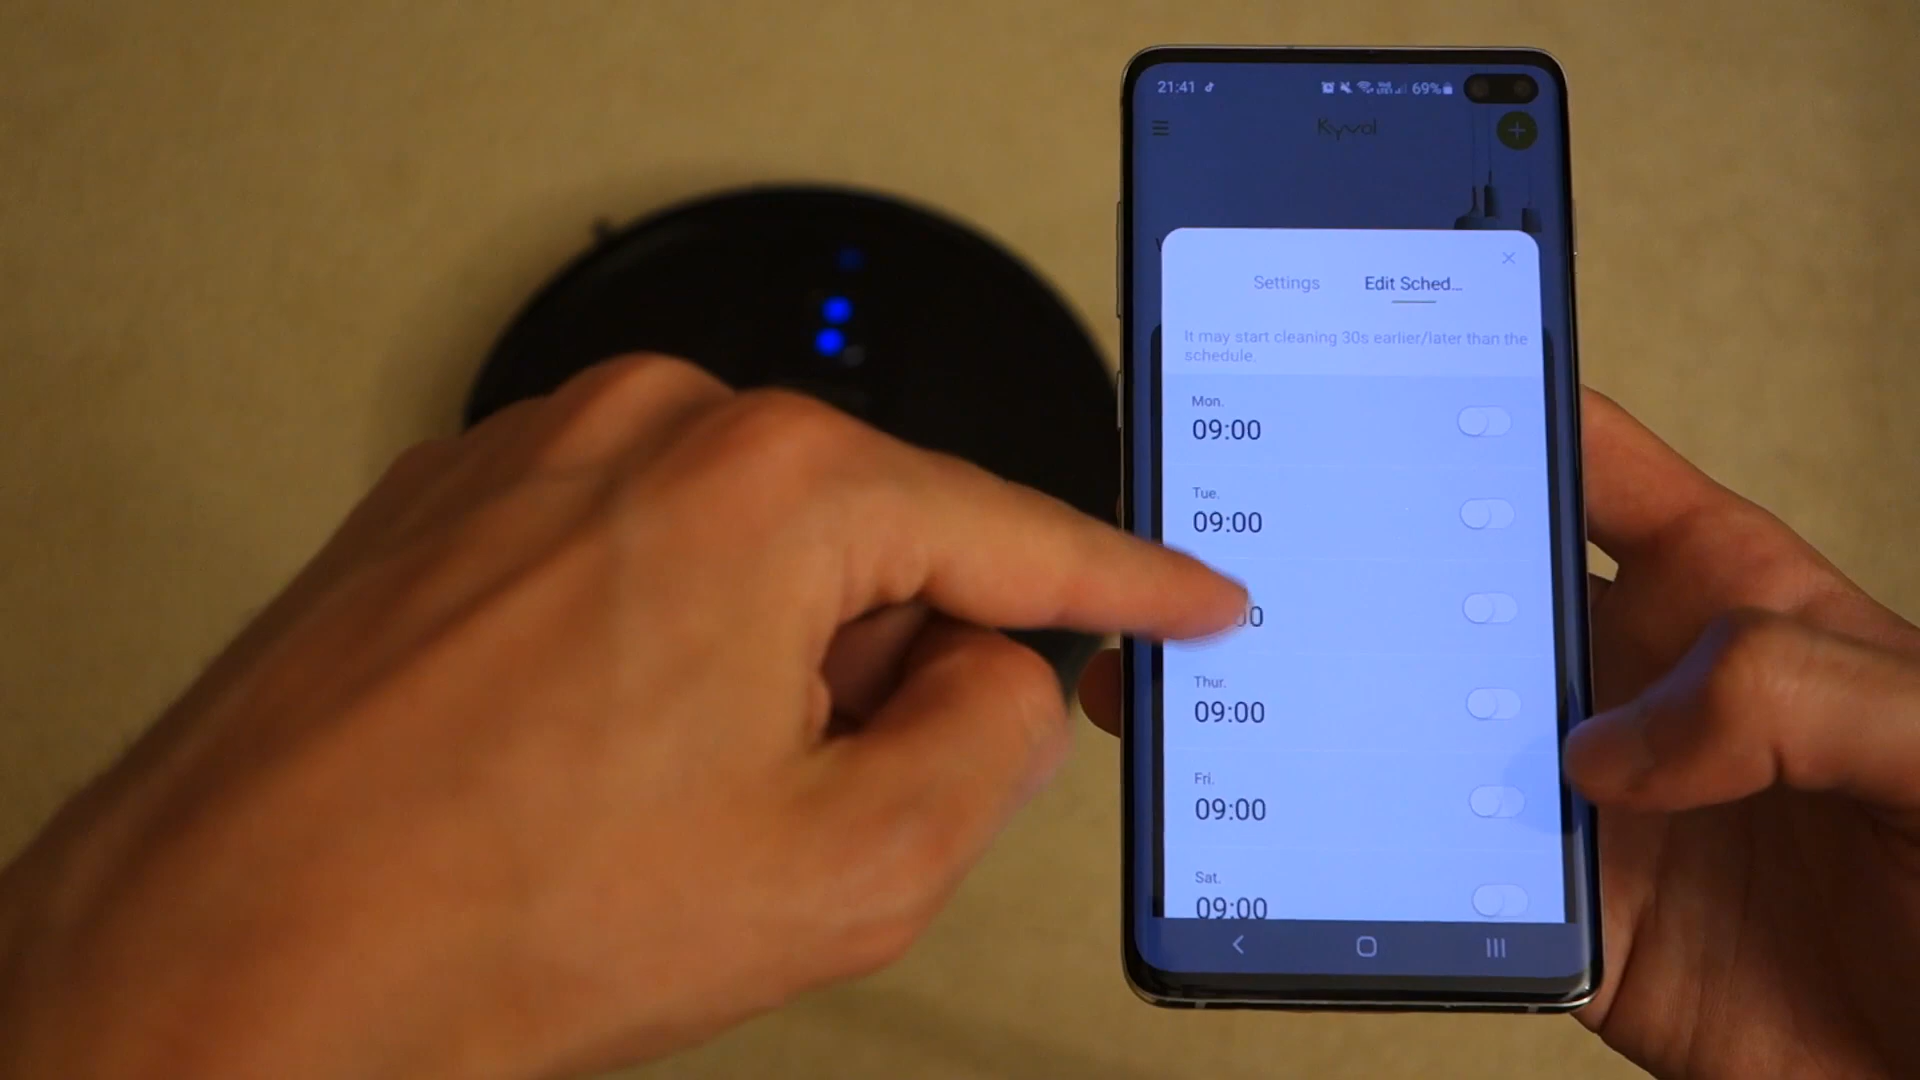 21:41
69%
Kyvol
Settings Edit Sched...
It may start cleaning 30s earlier/later than the
schedule.
Mon.
09:00
Tue.
09:00
00
Thur.
09:00
Fri.
09:00
Sat.
09:00